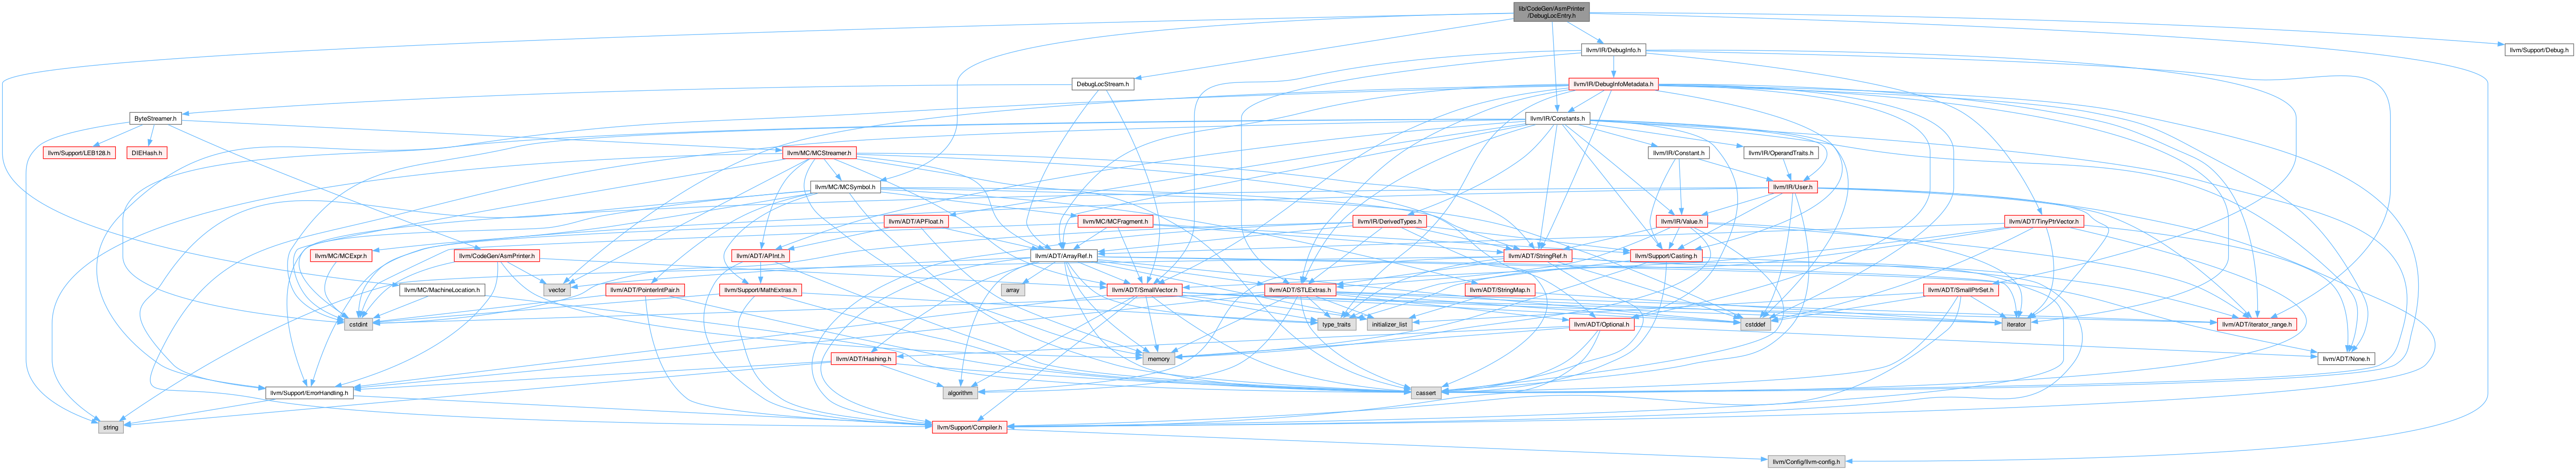 lib/CodeGen/AsmPrinter
/DebugLocEntry.h
llvm/IR/DebugInfo.h
llvm/Support/Debug.h
DebugLocStream.h
llvm/IR/DebugInfoMetadata.h
ByteStreamer.h
llvm/IR/Constants.h
llvm/Support/LEB128.h
DIEHash.h
llvm/MC/MCStreamer.h
llvm/IR/Constant.h
llvm/IR/OperandTraits.h
llvm/MC/MCSymbol.h
llvm/IR/User.h
llvm/ADT/APFloat.h
llvm/MC/MCFragment.h
llvm/IR/DerivedTypes.h
llvm/IR/Value.h
llvm/ADT/TinyPtrVector.h
llvm/MC/MCExpr.h
llvm/CodeGen/AsmPrinter.h
llvm/ADT/APInt.h
llvm/ADT/ArrayRef.h
llvm/ADT/StringRef.h
llvm/Support/Casting.h
llvm/MC/MachineLocation.h
vector
llvm/ADT/PointerIntPair.h
llvm/Support/MathExtras.h
array
llvm/ADT/SmallVector.h
llvm/ADT/STLExtras.h
llvm/ADT/StringMap.h
llvm/ADT/SmallPtrSet.h
cstdint
type_traits
initializer_list
llvm/ADT/Optional.h
cstddef
iterator
llvm/ADT/iterator_range.h
llvm/ADT/Hashing.h
memory
llvm/ADT/None.h
llvm/Support/ErrorHandling.h
algorithm
cassert
string
llvm/Support/Compiler.h
llvm/Config/llvm-config.h